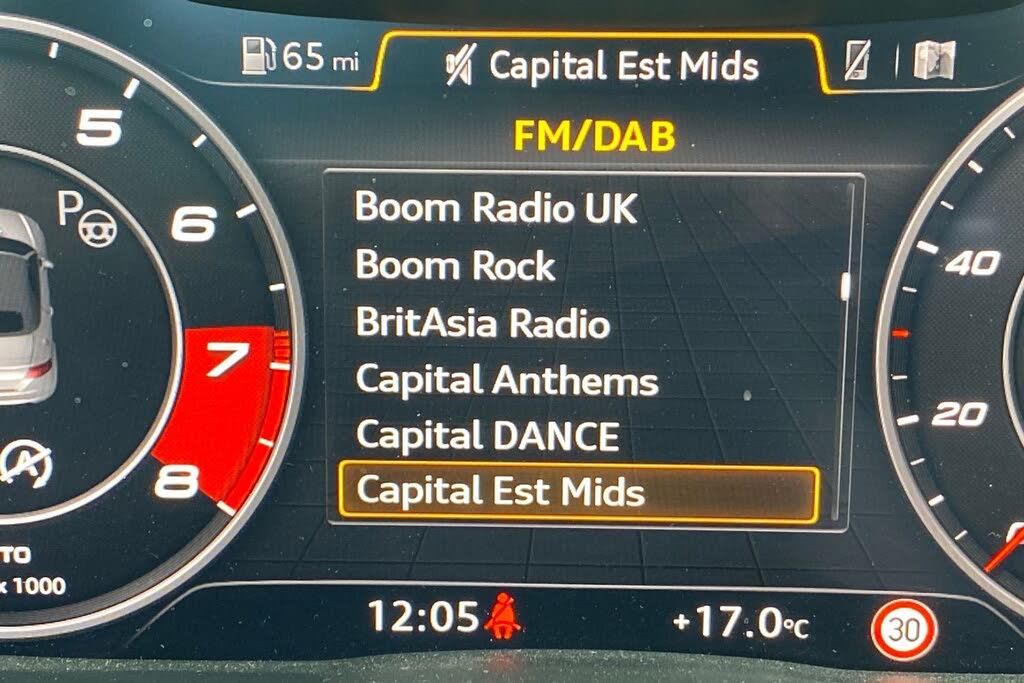 65 mi
Capital Est Mids
FM/DAB
Boom Radio UK
Boom Rock
BritAsia Radio
Capital Anthems
Capital DANCE
Capital Est Mids
5
6
7
8
P
A
x 1000
40
20
12:05
+17.0°C
30